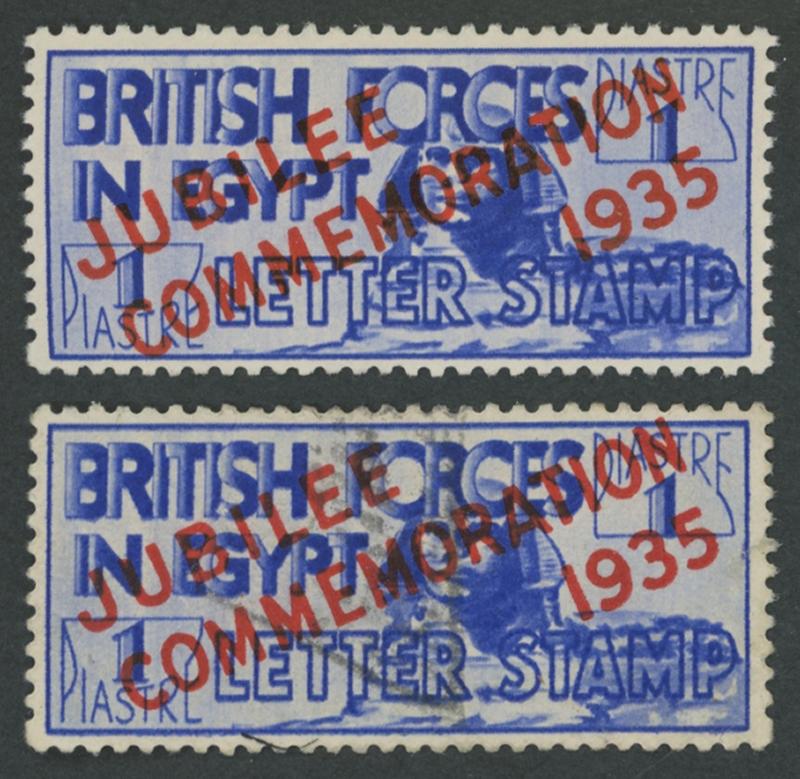 BRITISH FORCES
PIASTRE
1
IN EGYPT
1
PIASTRE
LETTER STAMP
JUBILEE
COMMEMORATION
1935
BRITISH FORCES
PIASTRE
1
IN EGYPT
1
PIASTRE
LETTER STAMP
JUBILEE
COMMEMORATION
1935